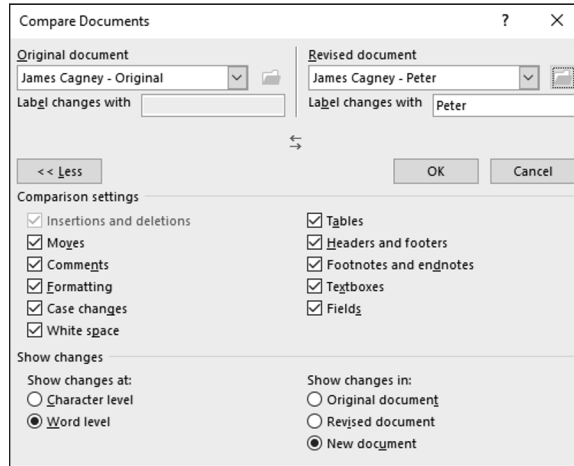 Compare Documents ? ×
Original document Revised document
James Cagney - Original James Cagney - Peter
Label changes with Label changes with Peter
<< Less OK Cancel
Comparison settings
Insertions and deletions Tables
Moves Headers and footers
Comments Footnotes and endnotes
Formatting Textboxes
Case changes Fields
White space
Show changes
Show changes at: Show changes in:
Character level Original document
Word level Revised document
New document